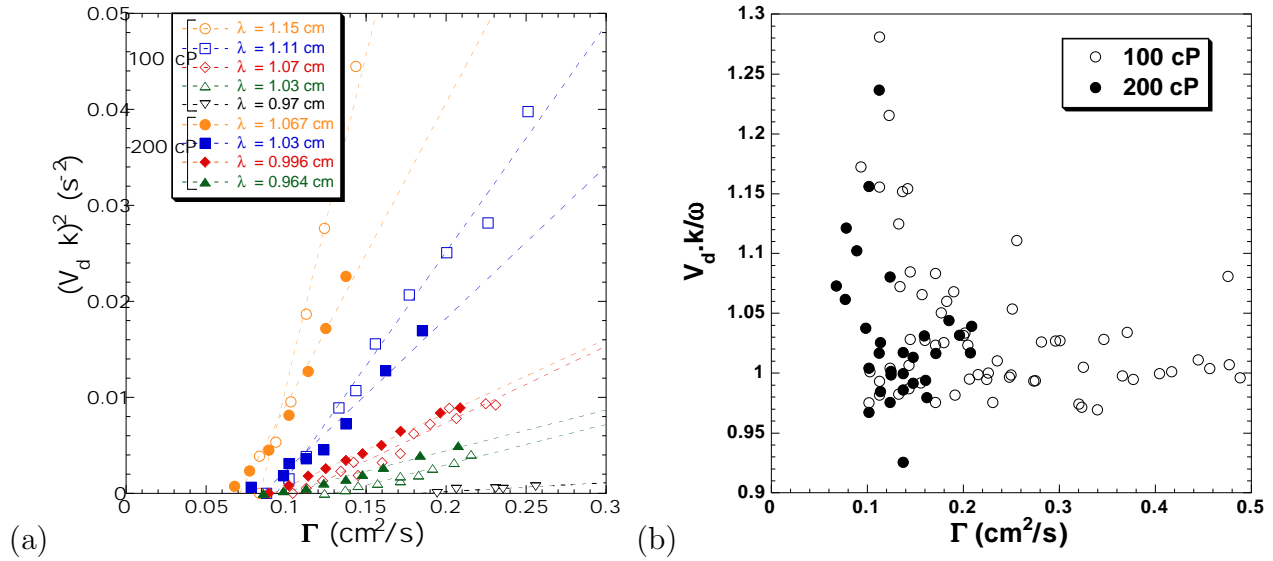 0.05
0.04
0.03
0.02
0.01
0
(V_d k)² (s⁻²)
100 cP
λ = 1.15 cm
λ = 1.11 cm
λ = 1.07 cm
λ = 1.03 cm
λ = 0.97 cm
200 cP
λ = 1.067 cm
λ = 1.03 cm
λ = 0.996 cm
λ = 0.964 cm
0 0.05 0.1 0.15 0.2 0.25 0.3
Γ (cm²/s)
(a)
1.3
1.25
1.2
1.15
1.1
1.05
1
0.95
0.9
V_d.k/ω
100 cP
200 cP
0 0.1 0.2 0.3 0.4 0.5
Γ (cm²/s)
(b)